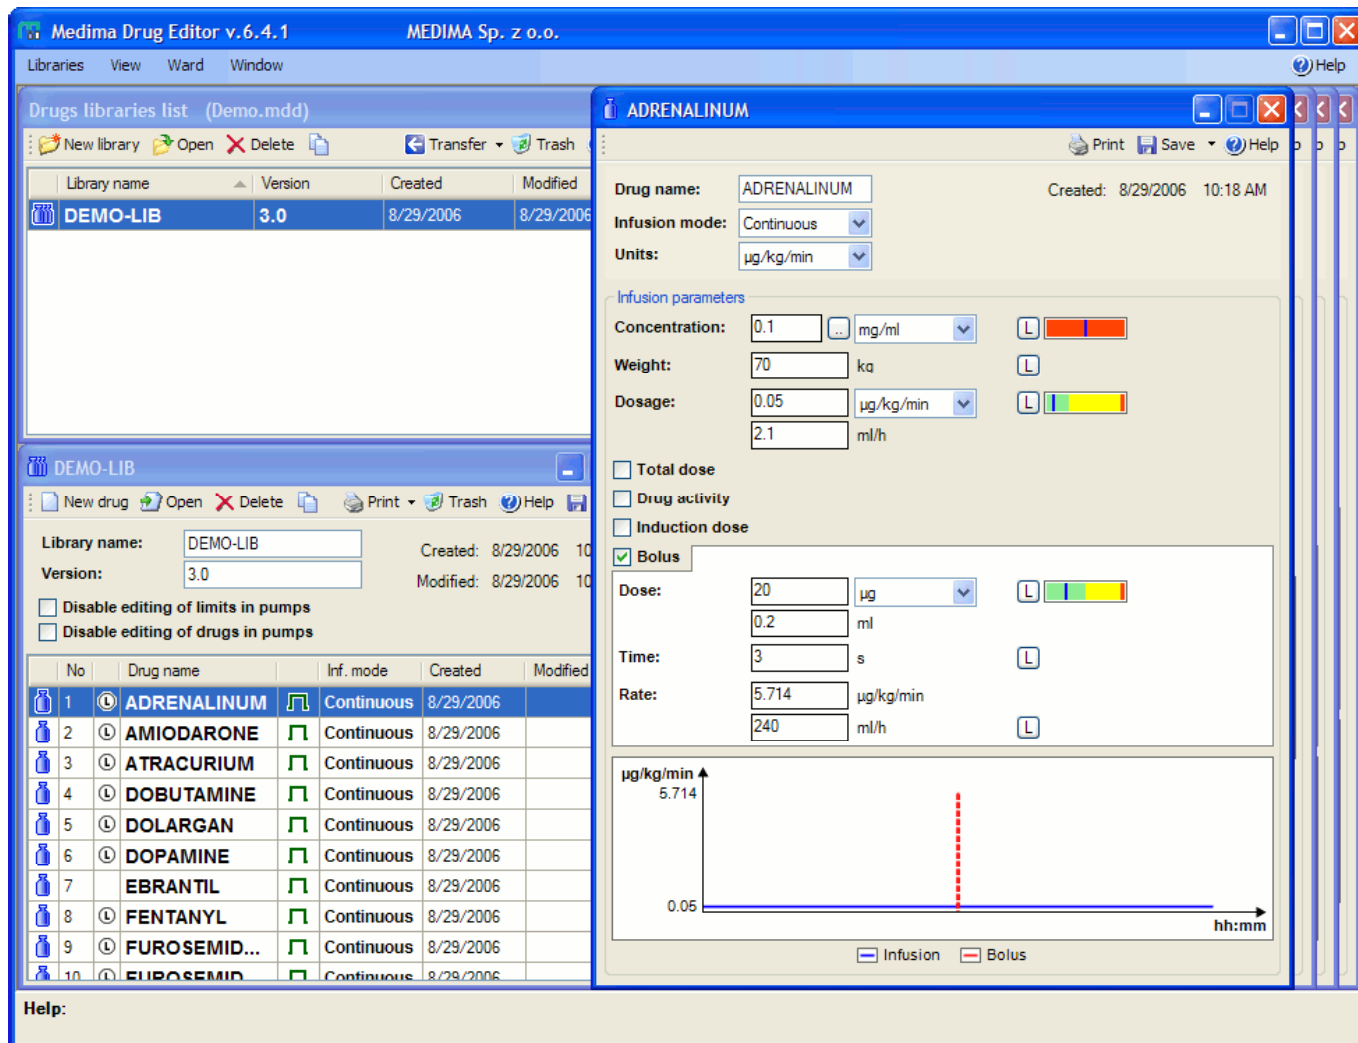 Medima Drug Editor v.6.4.1 MEDIMA Sp. z o.o.
Libraries View Ward Window Help
Drugs libraries list (Demo.mdd)
New library Open Delete Transfer Trash
Library name Version Created Modified
DEMO-LIB 3.0 8/29/2006 8/29/2006
DEMO-LIB
New drug Open Delete Print Trash Help
Library name: DEMO-LIB Created: 8/29/2006 10
Version: 3.0 Modified: 8/29/2006 10
Disable editing of limits in pumps
Disable editing of drugs in pumps
No Drug name Inf. mode Created Modified
1 L ADRENALINUM Continuous 8/29/2006
2 L AMIODARONE Continuous 8/29/2006
3 L ATRACURIUM Continuous 8/29/2006
4 L DOBUTAMINE Continuous 8/29/2006
5 L DOLARGAN Continuous 8/29/2006
6 L DOPAMINE Continuous 8/29/2006
7 EBRANTIL Continuous 8/29/2006
8 L FENTANYL Continuous 8/29/2006
9 L FUROSEMID... Continuous 8/29/2006
10 L FUROSEMID Continuous 8/29/2006
ADRENALINUM
Print Save Help p p p
Drug name: ADRENALINUM Created: 8/29/2006 10:18 AM
Infusion mode: Continuous
Units: µg/kg/min
Infusion parameters
Concentration: 0.1 .. mg/ml L
Weight: 70 kg L
Dosage: 0.05 µg/kg/min L
2.1 ml/h
Total dose
Drug activity
Induction dose
Bolus
Dose: 20 µg L
0.2 ml
Time: 3 s L
Rate: 5.714 µg/kg/min
240 ml/h L
µg/kg/min
5.714
0.05
hh:mm
Infusion Bolus
Help: